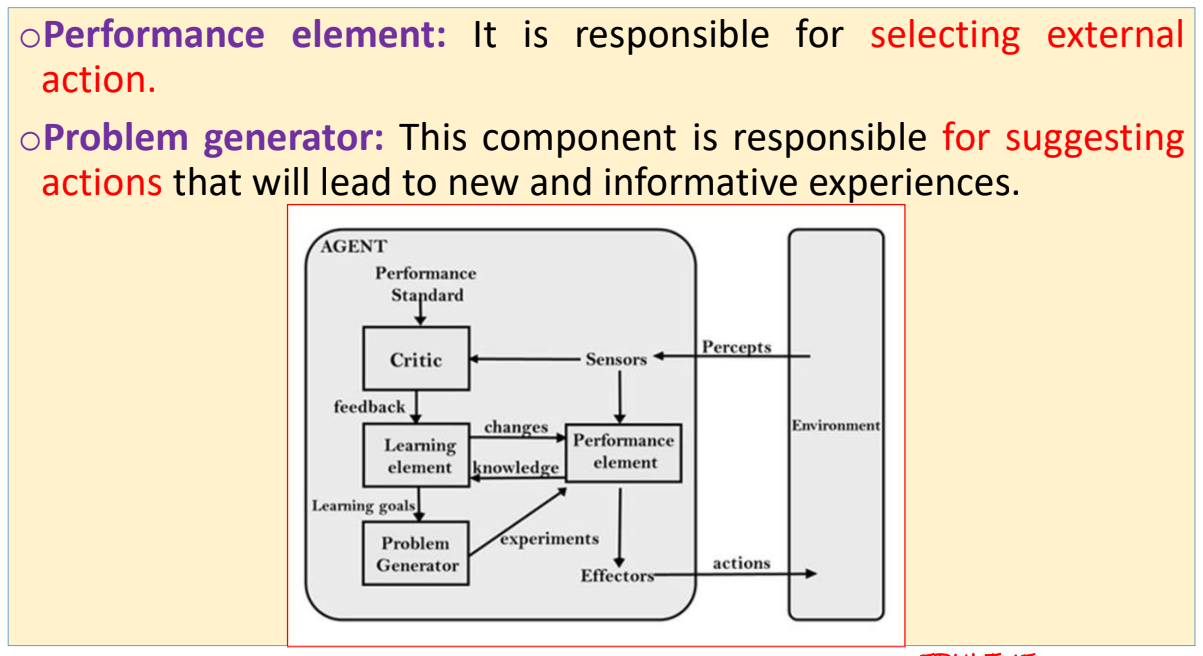 oPerformance element: It is responsible for selecting external
action.
oProblem generator: This component is responsible for suggesting
actions that will lead to new and informative experiences.
AGENT
Performance
Standard
Critic
Sensors
Percepts
feedback
changes
Learning
element
knowledge
Performance
element
Environment
Learning goals
Problem
Generator
experiments
Effectors
actions